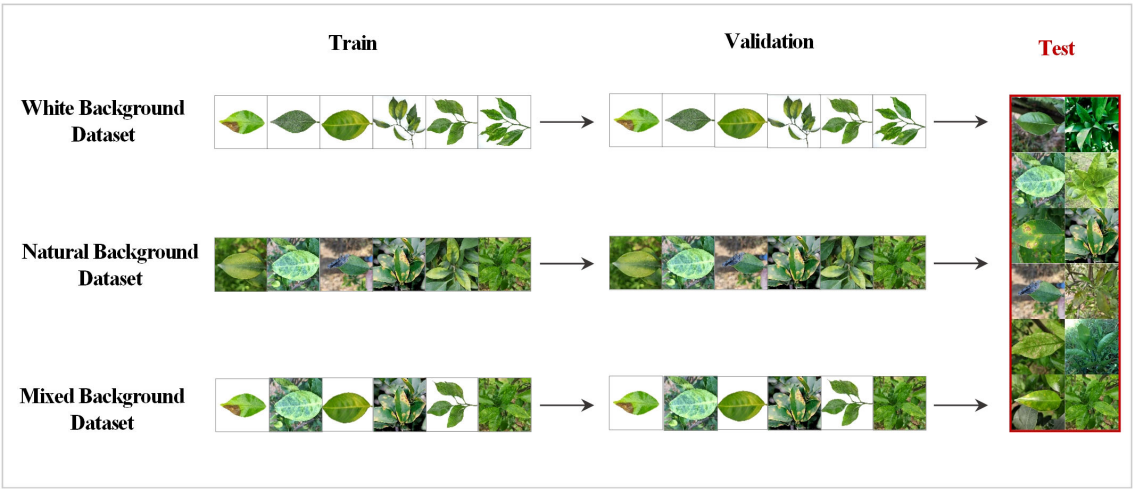 Train
Validation
Test
White Background
Dataset
Natural Background
Dataset
Mixed Background
Dataset